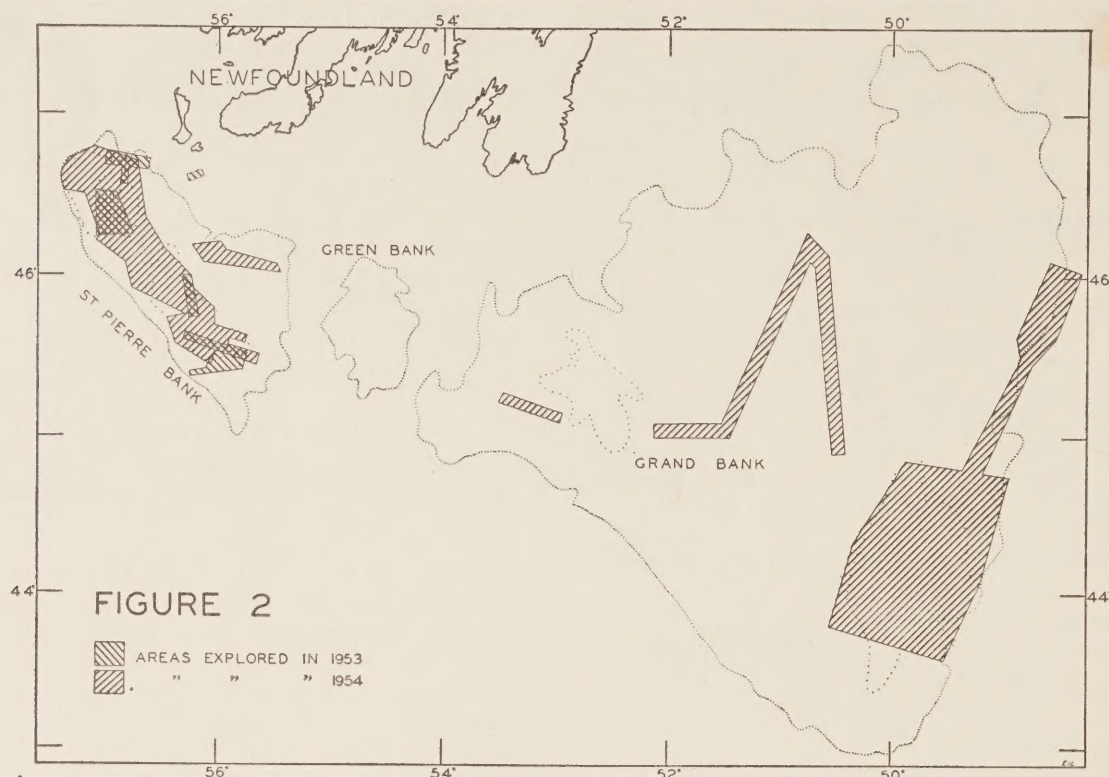 56°
54°
52°
50°
NEWFOUNDLAND
GREEN BANK
46°
46
ST PIERRE BANK
GRAND BANK
44°
44°
FIGURE 2
AREAS EXPLORED IN 1953
" " " 1954
56°
54°
52°
50°